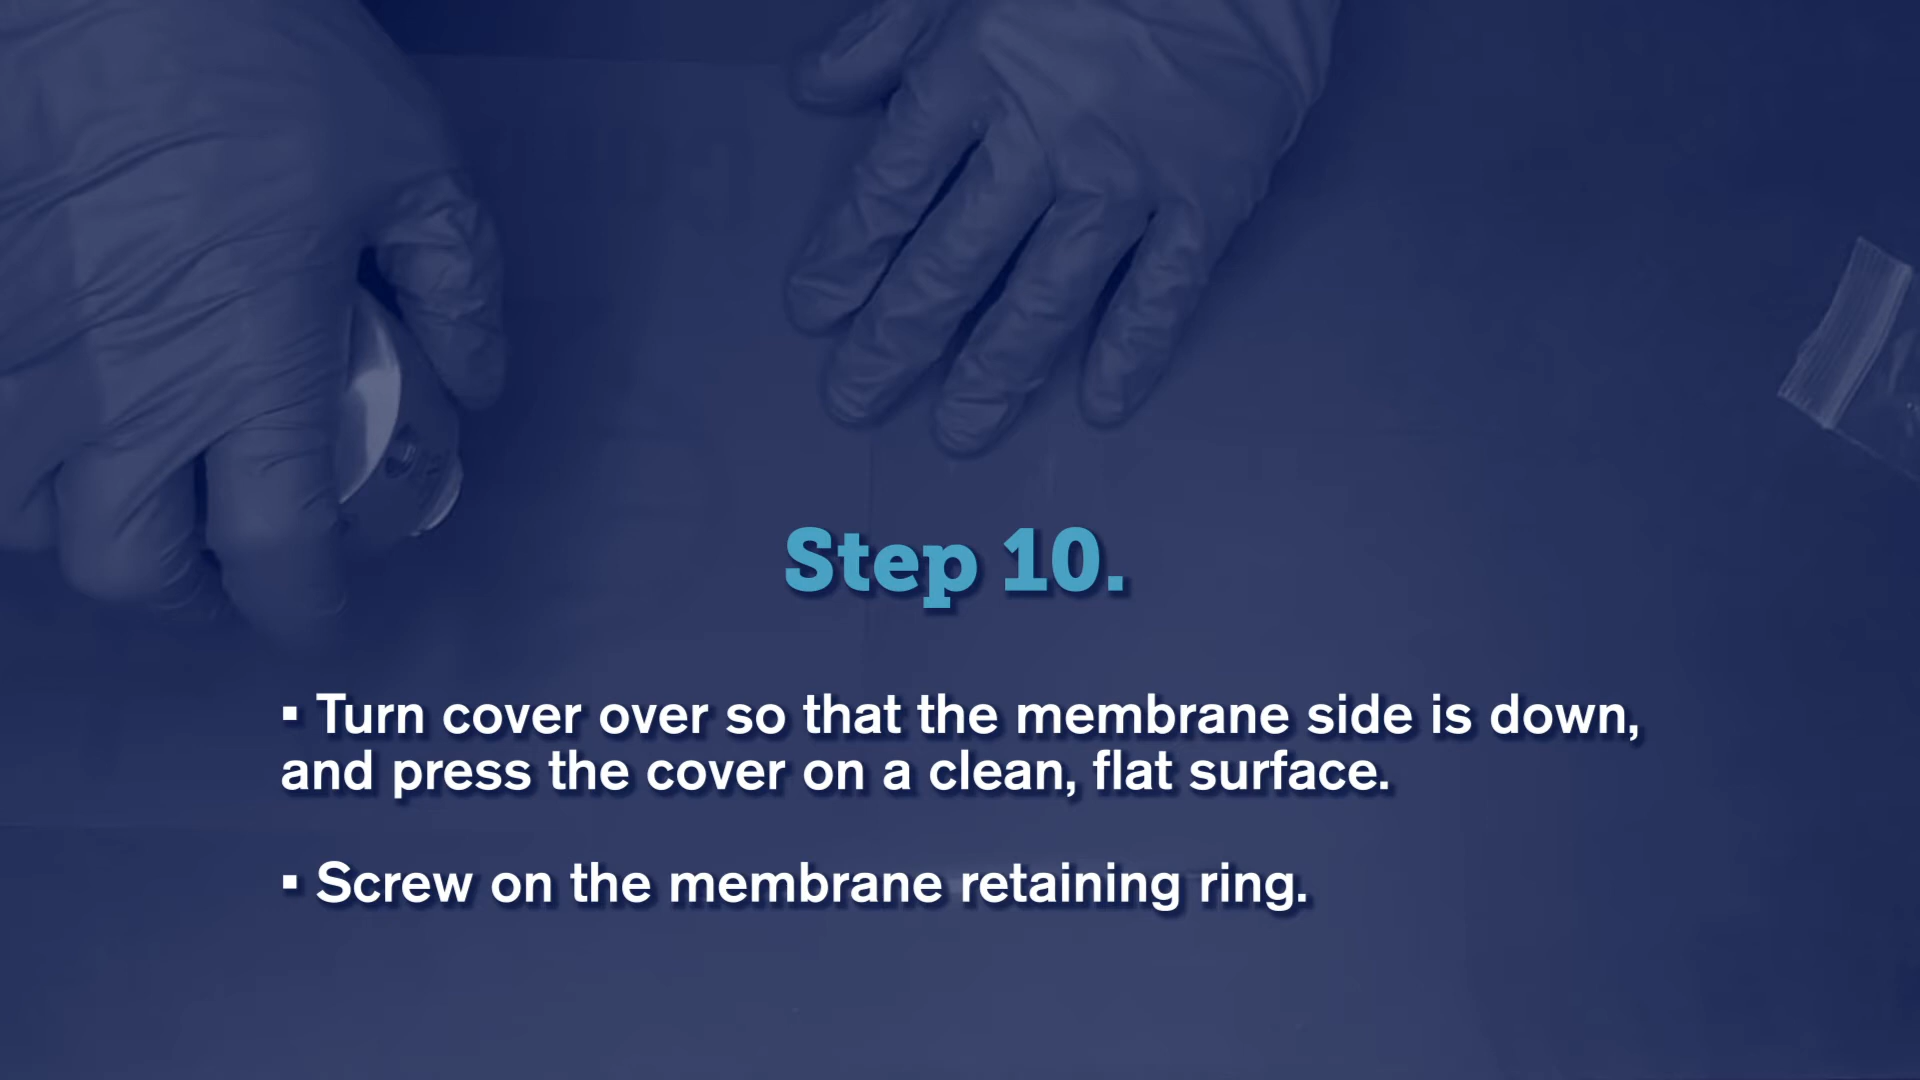 Step 10.
▪ Turn cover over so that the membrane side is down,
and press the cover on a clean, flat surface.
▪ Screw on the membrane retaining ring.